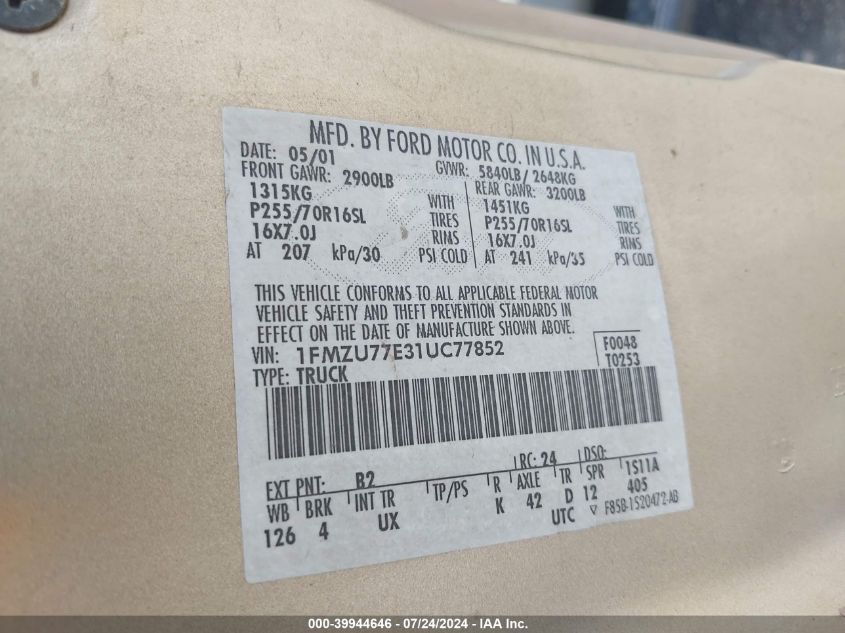 MFD. BY FORD MOTOR CO. IN U.S.A.
DATE: 05/01 GVWR: 5840LB/ 2648KG
FRONT GAWR: 2900LB REAR GAWR: 3200LB
1315KG WITH 1451KG WITH
P255/70R16SL TIRES P255/70R16SL TIRES
16X7.0J RIMS 16X7.0J RIMS
AT 207 kPa/30 PSI COLD AT 241 kPa/35 PSI COLD
THIS VEHICLE CONFORMS TO ALL APPLICABLE FEDERAL MOTOR
VEHICLE SAFETY AND THEFT PREVENTION STANDARDS IN
EFFECT ON THE DATE OF MANUFACTURE SHOWN ABOVE.
VIN: 1FMZU77E31UC77852 F0048
TYPE: TRUCK T0253
EXT PNT: B2 RC: 24 DSO:
WB BRK INT TR TP/PS R AXLE TR SPR 1S11A
126 4 UX K 42 D 12 405
UTC F85B-1520472-AB
000-39944646 / 07/24/2024 - IAA Inc.